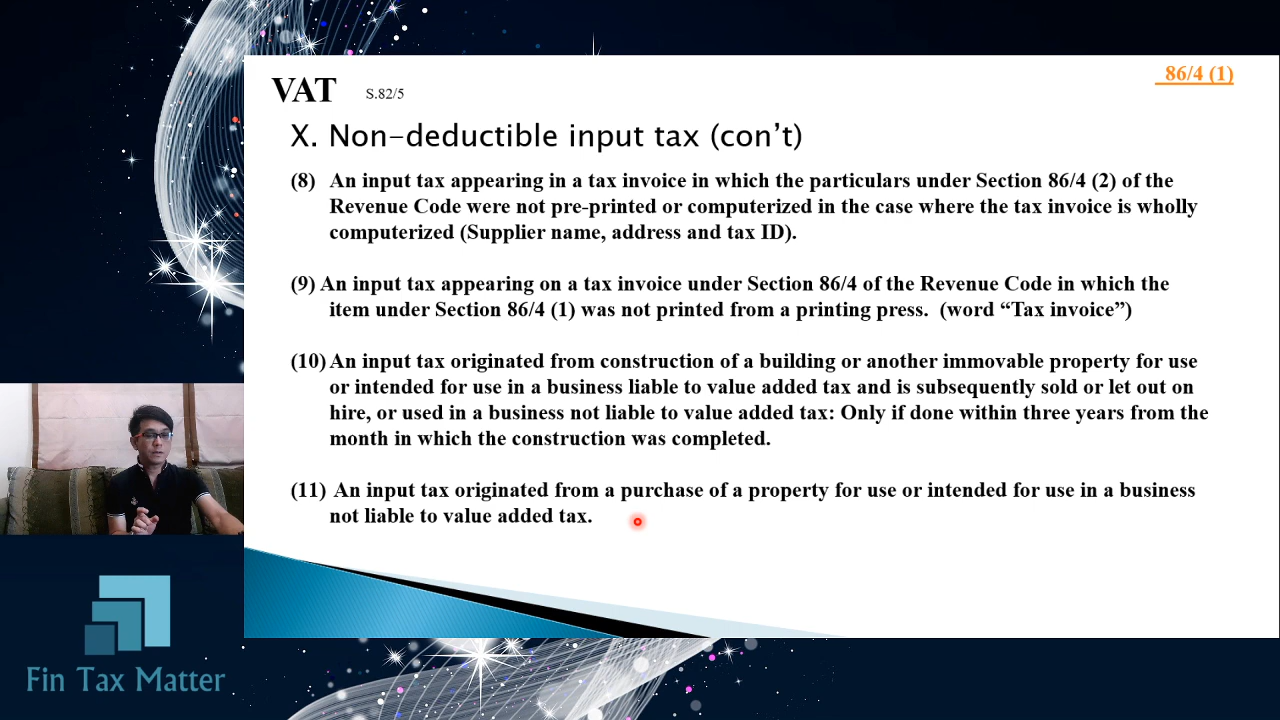 86/4 (1)
VAT S.82/5
X. Non-deductible input tax (con't)
(8) An input tax appearing in a tax invoice in which the particulars under Section 86/4 (2) of the
Revenue Code were not pre-printed or computerized in the case where the tax invoice is wholly
computerized (Supplier name, address and tax ID).
(9) An input tax appearing on a tax invoice under Section 86/4 of the Revenue Code in which the
item under Section 86/4 (1) was not printed from a printing press. (word “Tax invoice”)
(10) An input tax originated from construction of a building or another immovable property for use
or intended for use in a business liable to value added tax and is subsequently sold or let out on
hire, or used in a business not liable to value added tax: Only if done within three years from the
month in which the construction was completed.
(11) An input tax originated from a purchase of a property for use or intended for use in a business
not liable to value added tax.
Fin Tax Matter